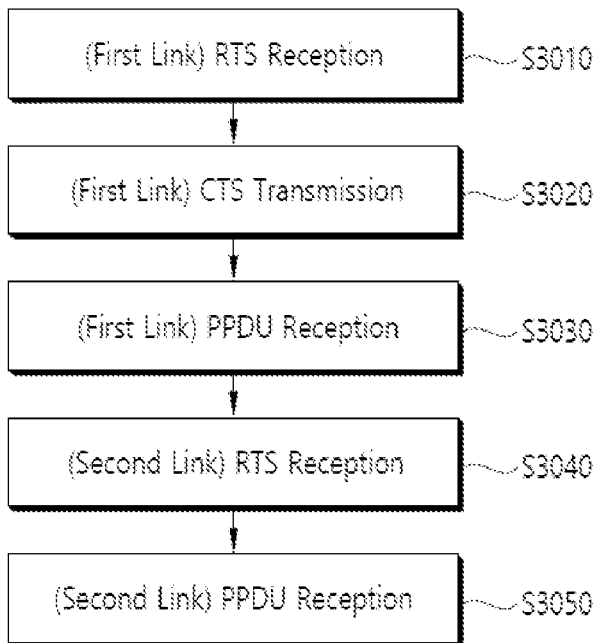 (First Link) RTS Reception
S3010
(First Link) CTS Transmission
S3020
(First Link) PPDU Reception
S3030
(Second Link) RTS Reception
S3040
(Second Link) PPDU Reception
S3050